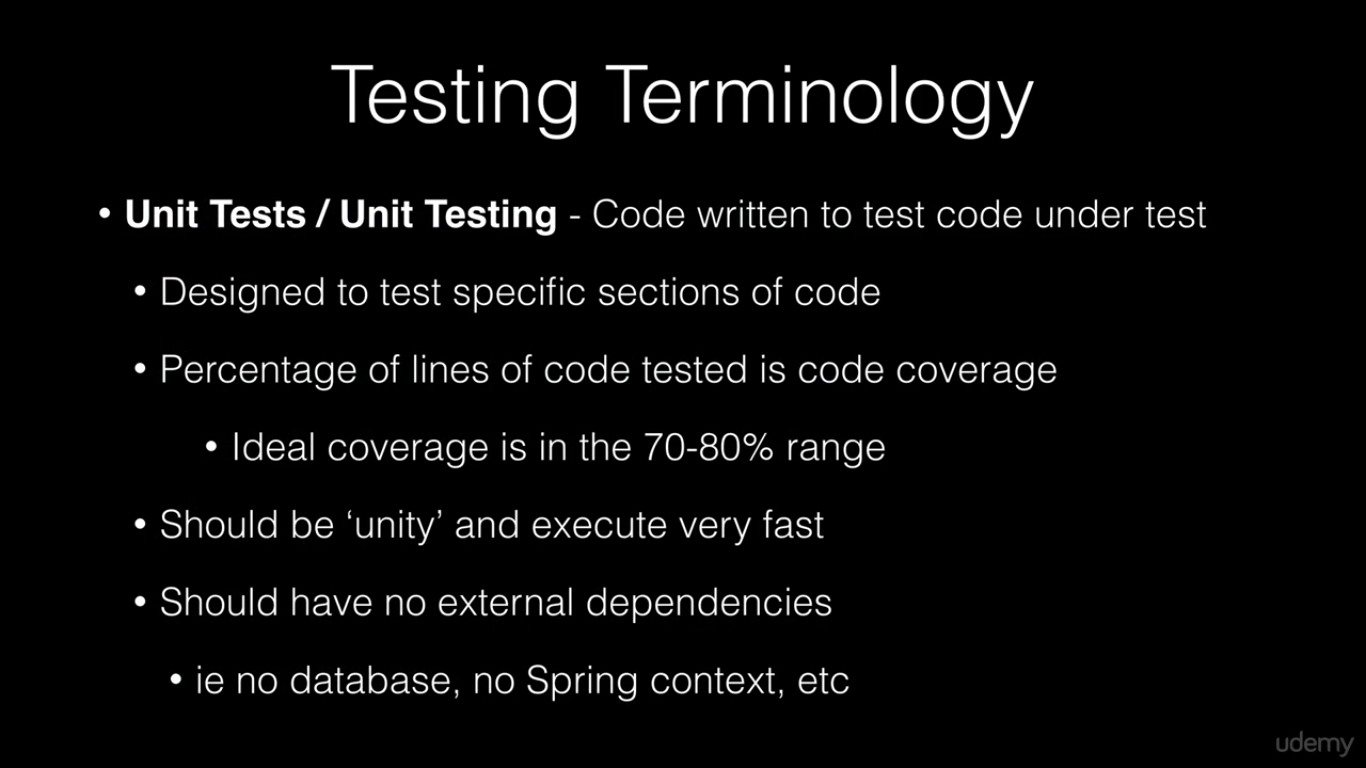 Testing Terminology
• Unit Tests / Unit Testing - Code written to test code under test
• Designed to test specific sections of code
• Percentage of lines of code tested is code coverage
• Ideal coverage is in the 70-80% range
• Should be ‘unity’ and execute very fast
• Should have no external dependencies
• ie no database, no Spring context, etc
udemy